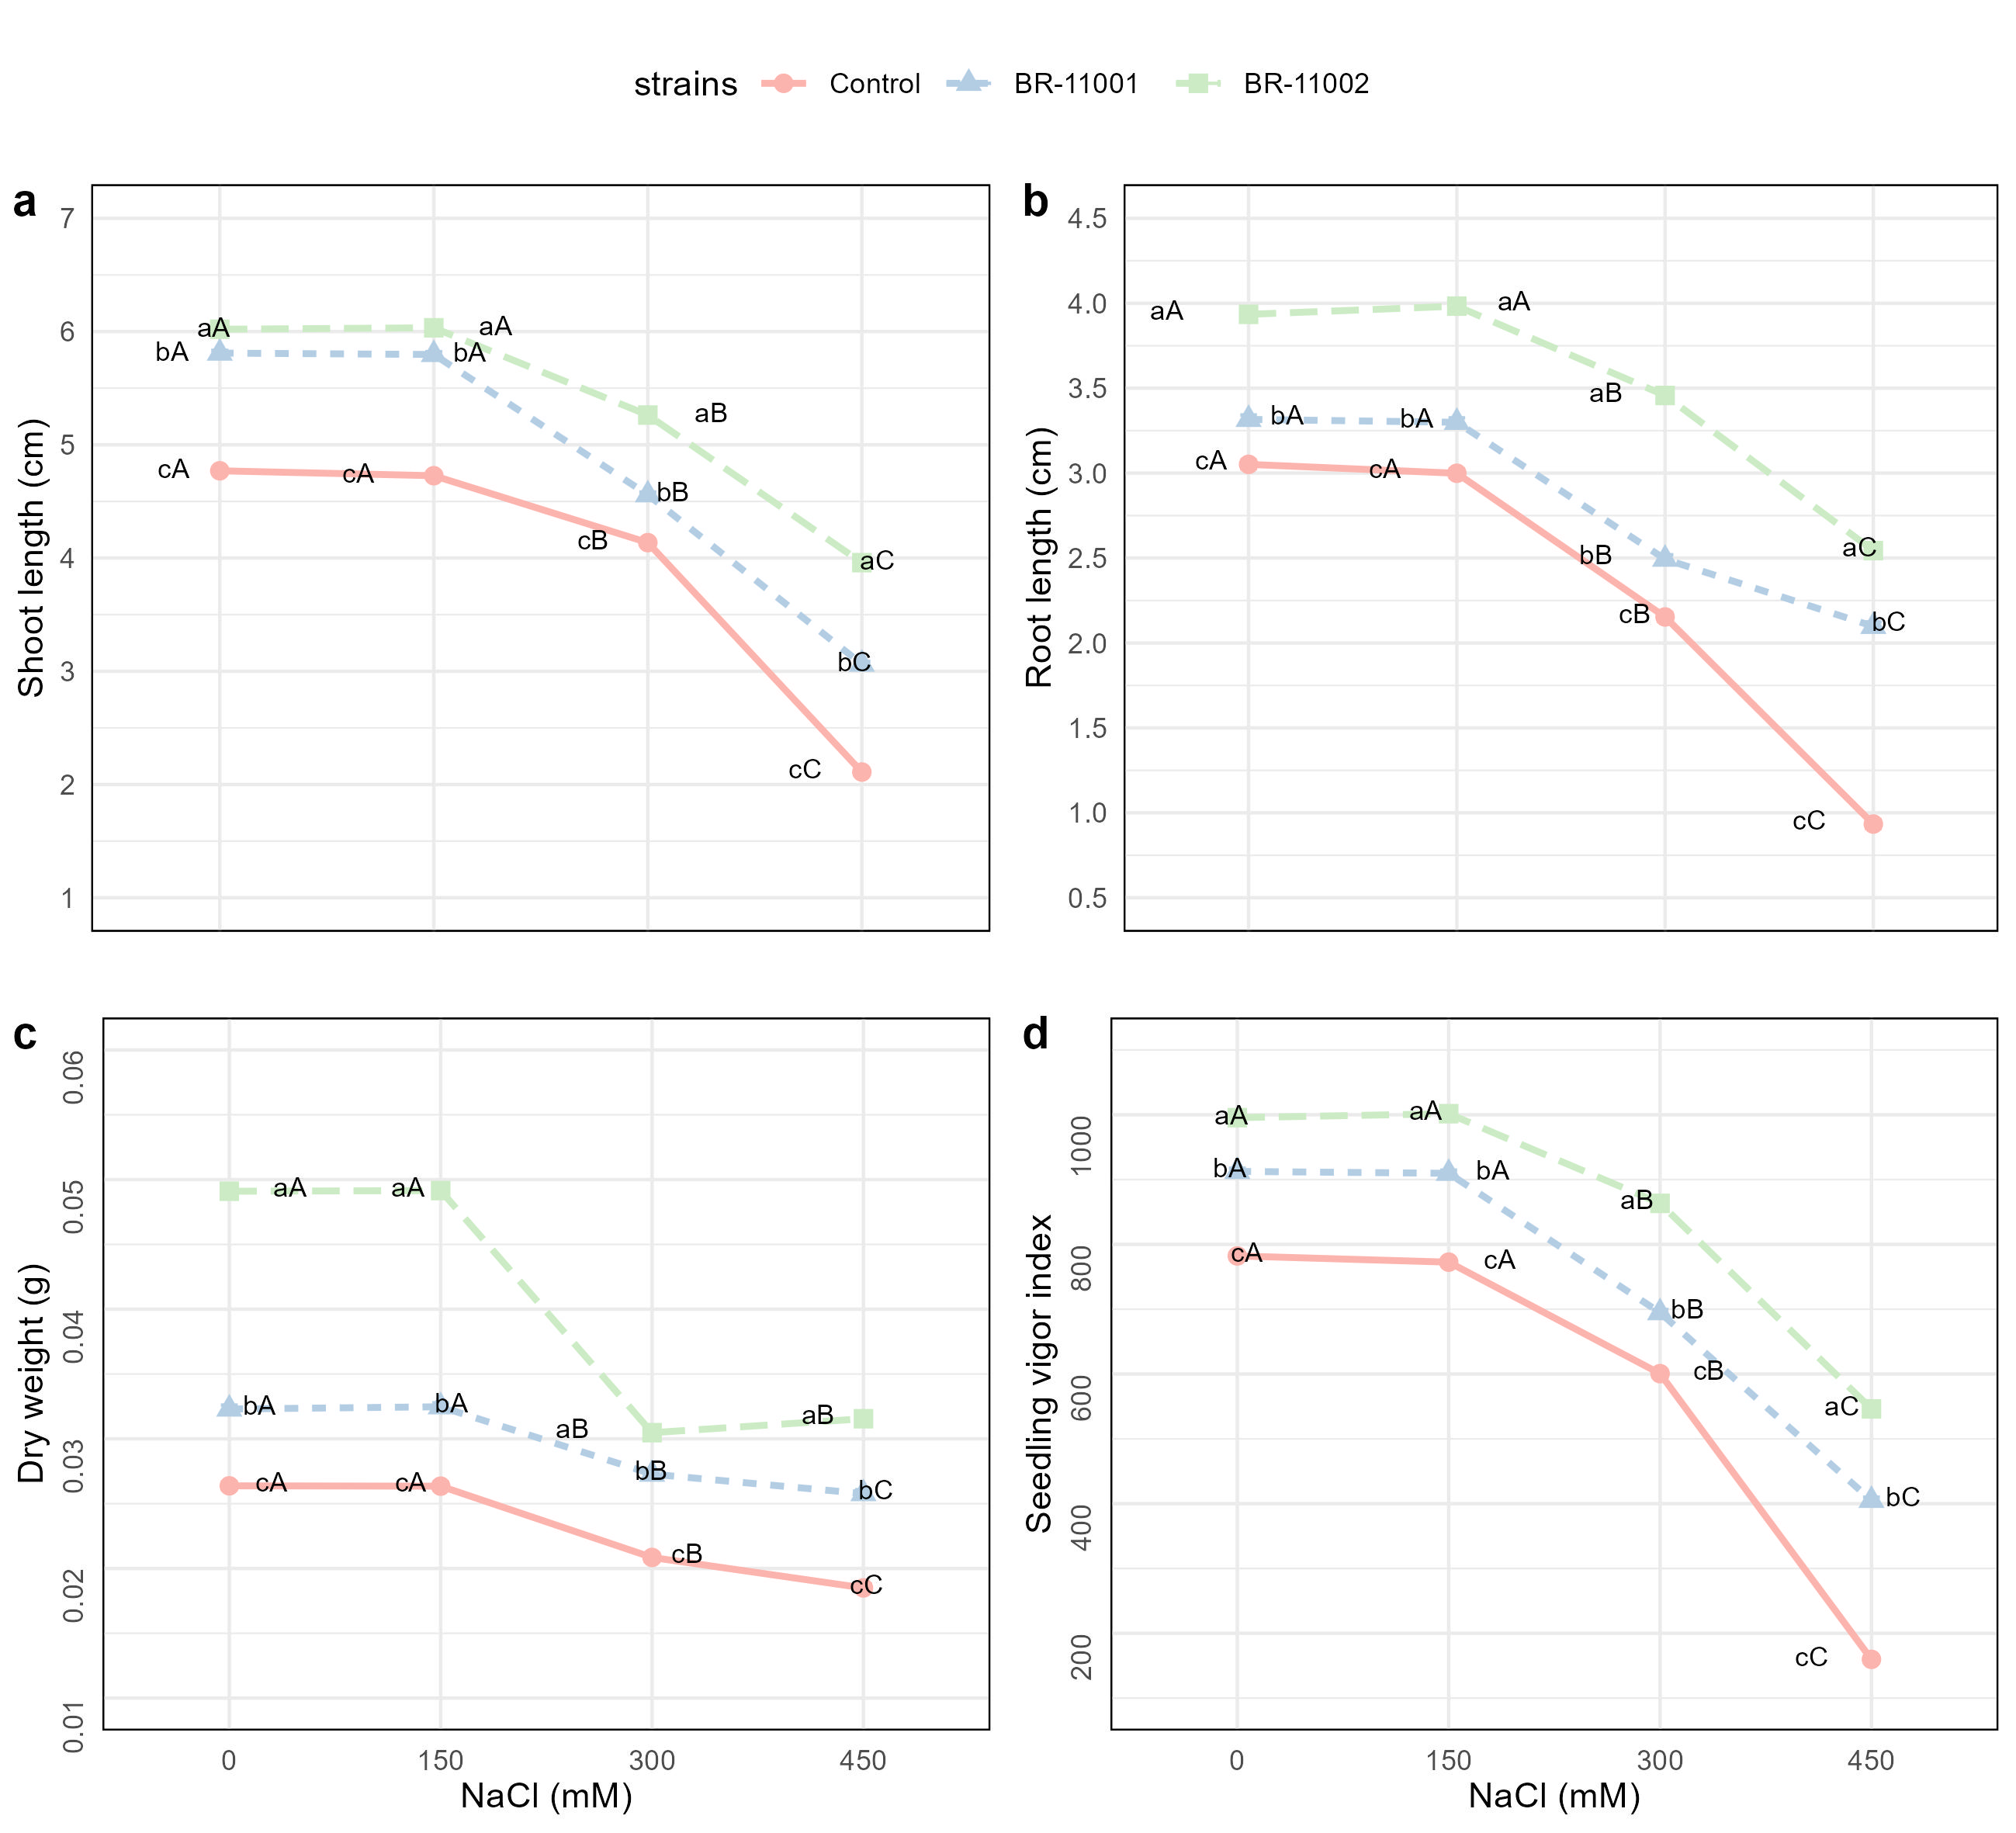 strains Control BR-11001 BR-11002
a
7
6
5
4
3
2
1
Shoot length (cm)
aA
aA
bA
bA
aB
cA
cA
bB
cB
aC
bC
cC
b
4.5
4.0
3.5
3.0
2.5
2.0
1.5
1.0
0.5
Root length (cm)
aA
aA
aB
bA
bA
cA
cA
bB
aC
cB
bC
cC
c
0.06
0.05
0.04
0.03
0.02
0.01
Dry weight (g)
aA
aA
bA
bA
aB
aB
bB
cA
cA
bC
cB
cC
0
150
300
450
NaCl (mM)
d
1000
800
600
400
200
Seedling vigor index
aA
aA
bA
bA
aB
cA
cA
bB
cB
aC
bC
cC
0
150
300
450
NaCl (mM)